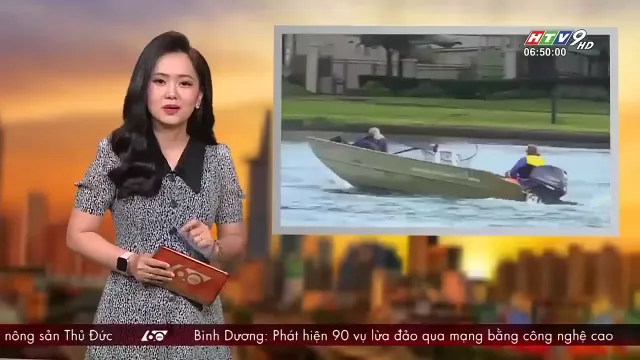 HTV9 HD
06:50:00
60
nông sản Thủ Đức 60 Bình Dương: Phát hiện 90 vụ lừa đảo qua mạng bằng công nghệ cao